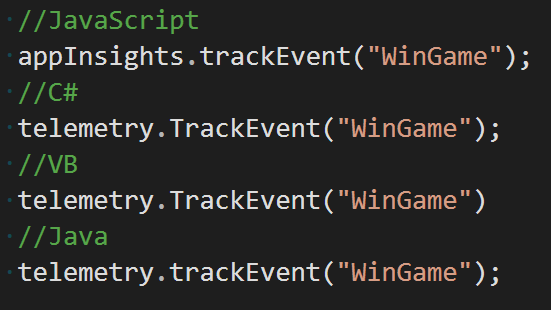 //JavaScript
appInsights.trackEvent("WinGame");
//C#
telemetry.TrackEvent("WinGame");
//VB
telemetry.TrackEvent("WinGame")
//Java
telemetry.trackEvent("WinGame");